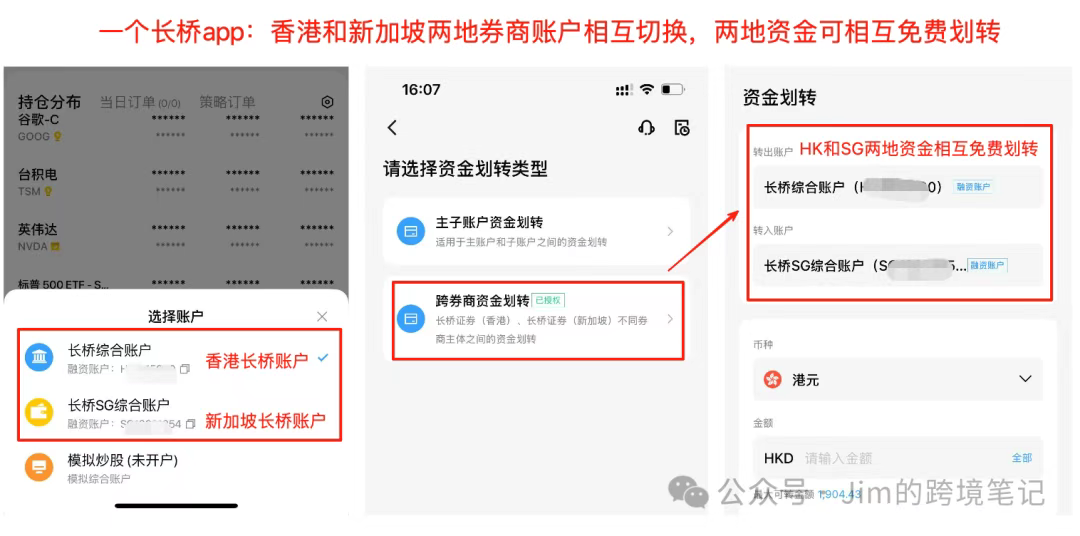 一个长桥app：香港和新加坡两地券商账户相互切换，两地资金可相互免费划转
持仓分布 当日订单 (0/0) 策略订单
谷歌-C ****** ****** ******
GOOG ****** ******
台积电 ****** ****** ******
TSM ****** ******
英伟达 ****** ****** ******
NVDA ****** ******
标普 500 ETF - S... ****** ****** ******
选择账户
长桥综合账户
融资账户：
香港长桥账户
长桥SG综合账户
融资账户：
新加坡长桥账户
模拟炒股 (未开户)
模拟综合账户
16:07
请选择资金划转类型
主子账户资金划转
适用于主账户和子账户之间的资金划转
跨券商资金划转 已授权
长桥证券（香港）、长桥证券（新加坡）不同券
商主体之间的资金划转
资金划转
转出账户 HK和SG两地资金相互免费划转
长桥综合账户（H 0） 融资账户
转入账户
长桥SG综合账户（S 5... 融资账户
币种
港元
金额
HKD 请输入金额 全部
最大可转金额 1,904.43
公众号 · Jim的跨境笔记